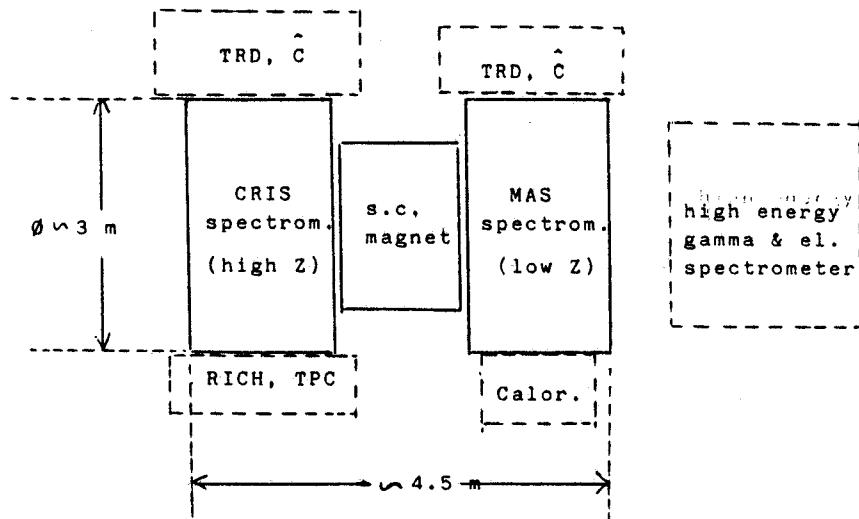 TRD, Ĉ
TRD, Ĉ
CRIS
spectrom.
(high Z)
s.c,
magnet
MAS
spectrom.
(low Z)
high energy
gamma & el.
spectrometer
ø ~ 3 m
RICH, TPC
Calor.
~ 4.5 m